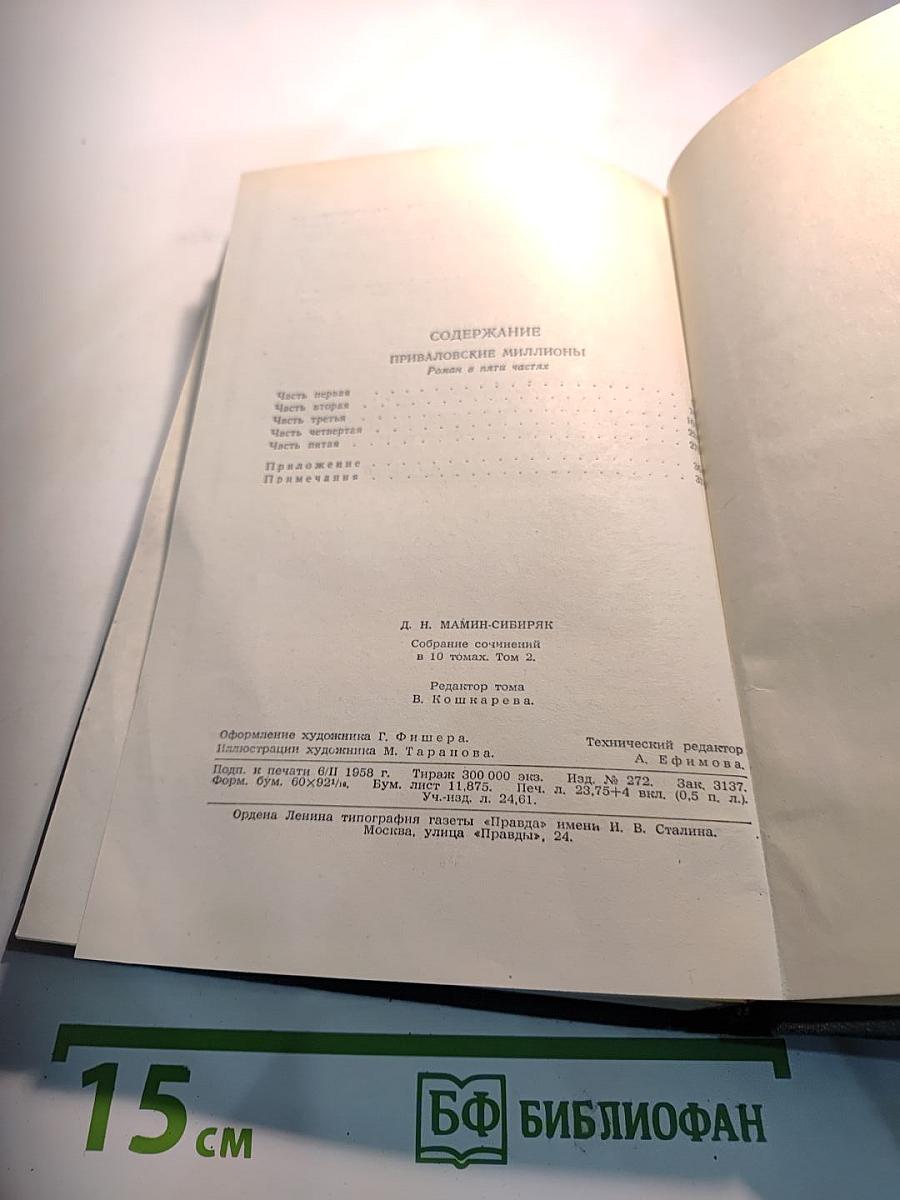 СОДЕРЖАНИЕ
ПРИВАЛОВСКИЕ МИЛЛИОНЫ
Роман в пяти частях
Часть первая
Часть вторая
Часть третья
Часть четвертая
Часть пятая
Приложение
Примечания
Д. Н. МАМИН-СИБИРЯК
Собрание сочинений
в 10 томах. Том 2.
Редактор тома
В. Кошкарева.
Оформление художника Г. Фишера.
Иллюстрации художника М. Таранова.
Технический редактор
А. Ефимова.
Подп. к печати 6/II 1958 г. Тираж 300 000 экз. Изд. № 272. Зак. 3137.
Форм. бум. 60×92¹/₁₆. Бум. лист 11,875. Печ. л. 23,75+4 вкл. (0,5 п. л.).
Уч.-изд. л. 24,61.
Ордена Ленина типография газеты «Правда» имени И. В. Сталина.
Москва, улица «Правды», 24.
15 см
БФ БИБЛИОФАН